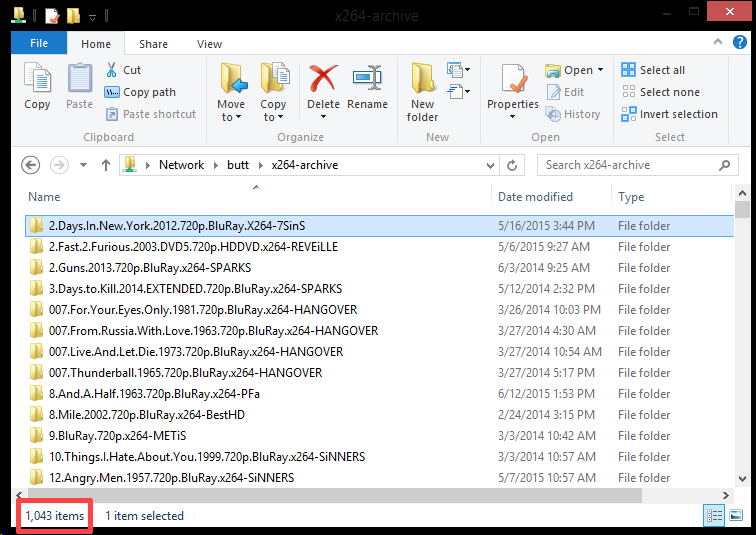 x264-archive
File Home Share View
Copy Paste Cut Copy path Paste shortcut Move to Copy to Delete Rename New folder Properties Open Edit History Select all Select none Invert selection
Clipboard Organize New Open Select
Network butt x264-archive Search x264-archive
Name Date modified Type
2.Days.In.New.York.2012.720p.BluRay.X264-7SinS 5/16/2015 3:44 PM File folder
2.Fast.2.Furious.2003.DVD5.720p.HDDVD.x264-REVEiLLE 5/6/2015 9:27 AM File folder
2.Guns.2013.720p.BluRay.x264-SPARKS 6/3/2014 9:25 AM File folder
3.Days.to.Kill.2014.EXTENDED.720p.BluRay.x264-SPARKS 5/12/2014 2:32 PM File folder
007.For.Your.Eyes.Only.1981.720p.BluRay.x264-HANGOVER 3/26/2014 10:03 PM File folder
007.From.Russia.With.Love.1963.720p.BluRay.x264-HANGOVER 3/27/2014 4:30 AM File folder
007.Live.And.Let.Die.1973.720p.BluRay.x264-HANGOVER 3/27/2014 10:54 AM File folder
007.Thunderball.1965.720p.BluRay.x264-HANGOVER 3/27/2014 5:17 PM File folder
8.And.A.Half.1963.720p.BluRay.x264-PFa 6/12/2015 1:53 PM File folder
8.Mile.2002.720p.BluRay.x264-BestHD 2/24/2014 3:15 PM File folder
9.BluRay.720p.x264-METiS 3/3/2014 10:42 AM File folder
10.Things.I.Hate.About.You.1999.720p.BluRay.x264-SiNNERS 3/3/2014 10:57 AM File folder
12.Angry.Men.1957.720p.BluRay.x264-SiNNERS 5/7/2015 10:57 AM File folder
1,043 items 1 item selected